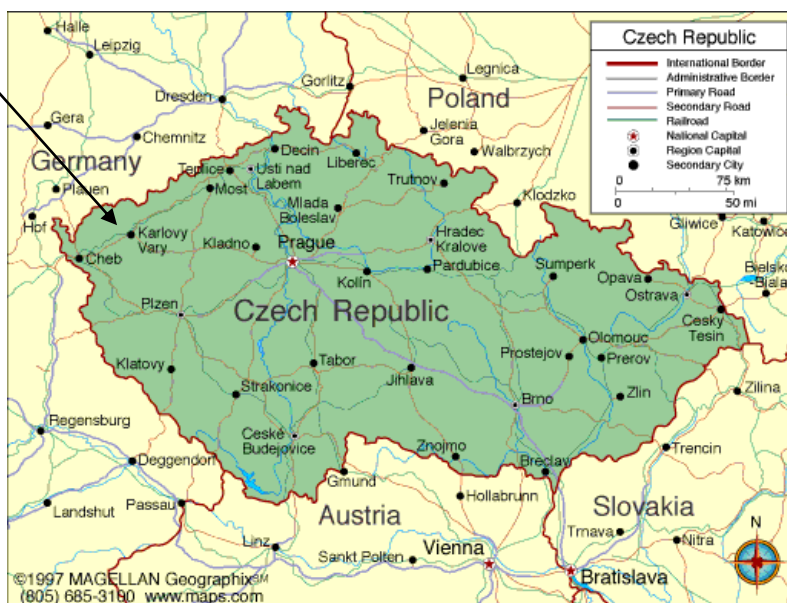 Halle
Leipzig
Dresden
Gorlitz
Legnica
Poland
Gera
Chemnitz
Jelenia
Gora
Walbrzych
Germany
Plauen
Hof
Decin
Liberec
Teplice
Usti nad
Labem
Most
Trutnov
Klodzko
Mlada
Boleslav
Karlovy
Vary
Kladno
Prague
Hradec
Kralove
Cheb
Kolín
Pardubice
Sumperk
Opava
Ostrava
Gliwice
Katowice
Bielsko
-Biala
Plzen
Czech Republic
Cesky
Tesin
Olomouc
Prostejov
Prerov
Klatovy
Tabor
Jihlava
Strakonice
Brno
Zlin
Zilina
Regensburg
České
Budejovice
Znojmo
Breclav
Trencin
Deggendorf
Gmund
Hollabrunn
Slovakia
Landshut
Passau
Austria
Trnava
Nitra
Linz
Sankt Polten
Vienna
Bratislava
N
©1997 MAGELLAN Geographix℠
(805) 685-3100 www.maps.com
Czech Republic
International Border
Administrative Border
Primary Road
Secondary Road
Railroad
National Capital
Region Capital
Secondary City
0 75 km
0 50 mi